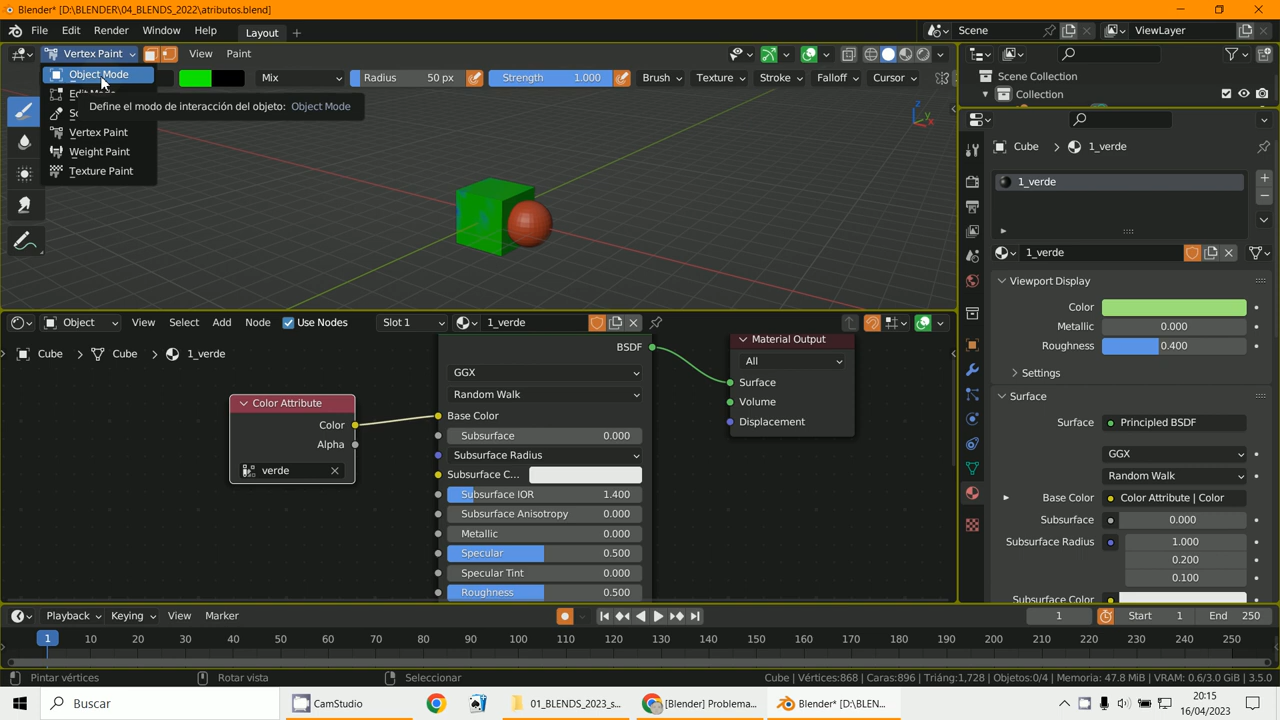 Blender* [D:\BLENDER\04_BLENDS_2022\atributos.blend]
File Edit Render Window Help Layout + Scene ViewLayer
Vertex Paint View Paint
Object Mode
Mix Radius 50 px Strength 1.000 Brush Texture Stroke Falloff Cursor
Define el modo de interacción del objeto: Object Mode
Vertex Paint
Weight Paint
Texture Paint
Z
Scene Collection
Collection
Cube > 1_verde
1_verde
1_verde
Viewport Display
Color
Metallic 0.000
Roughness 0.400
Settings
Surface
Surface Principled BSDF
GGX
Random Walk
Base Color Color Attribute | Color
Subsurface 0.000
Subsurface Radius 1.000
0.200
0.100
Subsurface Color
Object View Select Add Node Use Nodes Slot 1 1_verde
Cube > Cube > 1_verde
BSDF
GGX
Random Walk
Base Color
Subsurface 0.000
Subsurface Radius
Subsurface C...
Subsurface IOR 1.400
Subsurface Anisotropy 0.000
Metallic 0.000
Specular 0.500
Specular Tint 0.000
Roughness 0.500
Color Attribute
Color
Alpha
verde
Material Output
All
Surface
Volume
Displacement
Playback Keying View Marker 1 Start 1 End 250
1 10 20 30 40 50 60 70 80 90 100 110 120 130 140 150 160 170 180 190 200 210 220 230 240 250
Pintar vértices Rotar vista Seleccionar Cube | Vértices:868 | Caras:896 | Triáng:1,728 | Objetos:0/4 | Memoria: 47.8 MiB | VRAM: 0.6/3.0 GiB | 3.5.0
Buscar CamStudio 01_BLENDS_2023_s... [Blender] Problema... Blender* [D:\BLEN...
20:15
16/04/2023